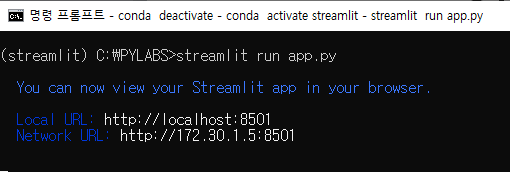 명령 프롬프트 - conda  deactivate - conda  activate streamlit - streamlit  run app.py
(streamlit) C:₩PYLABS>streamlit run app.py
You can now view your Streamlit app in your browser.
Local URL: http://localhost:8501
Network URL: http://172.30.1.5:8501